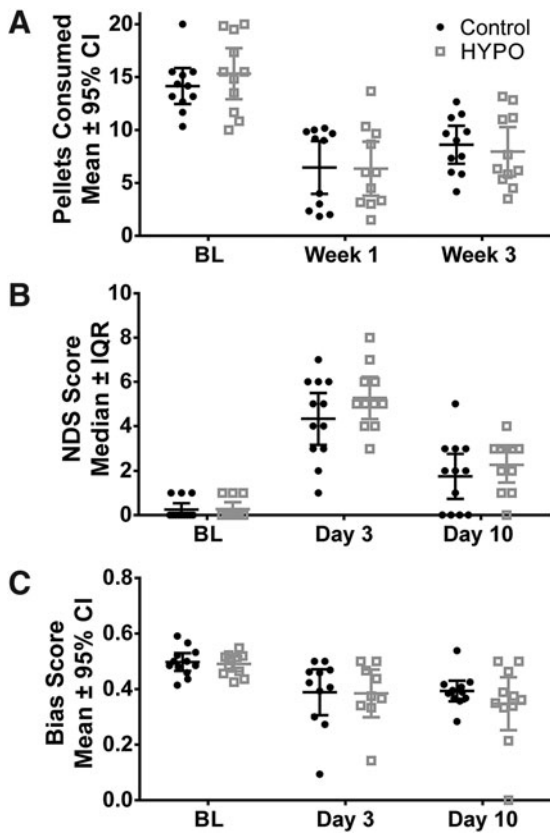 A
Pellets Consumed
Mean ± 95% CI
20
15
10
5
0
Control
HYPO
BL Week 1 Week 3
B
NDS Score
Median ± IQR
10
8
6
4
2
0
BL Day 3 Day 10
C
Bias Score
Mean ± 95% CI
0.8
0.6
0.4
0.2
0.0
BL Day 3 Day 10